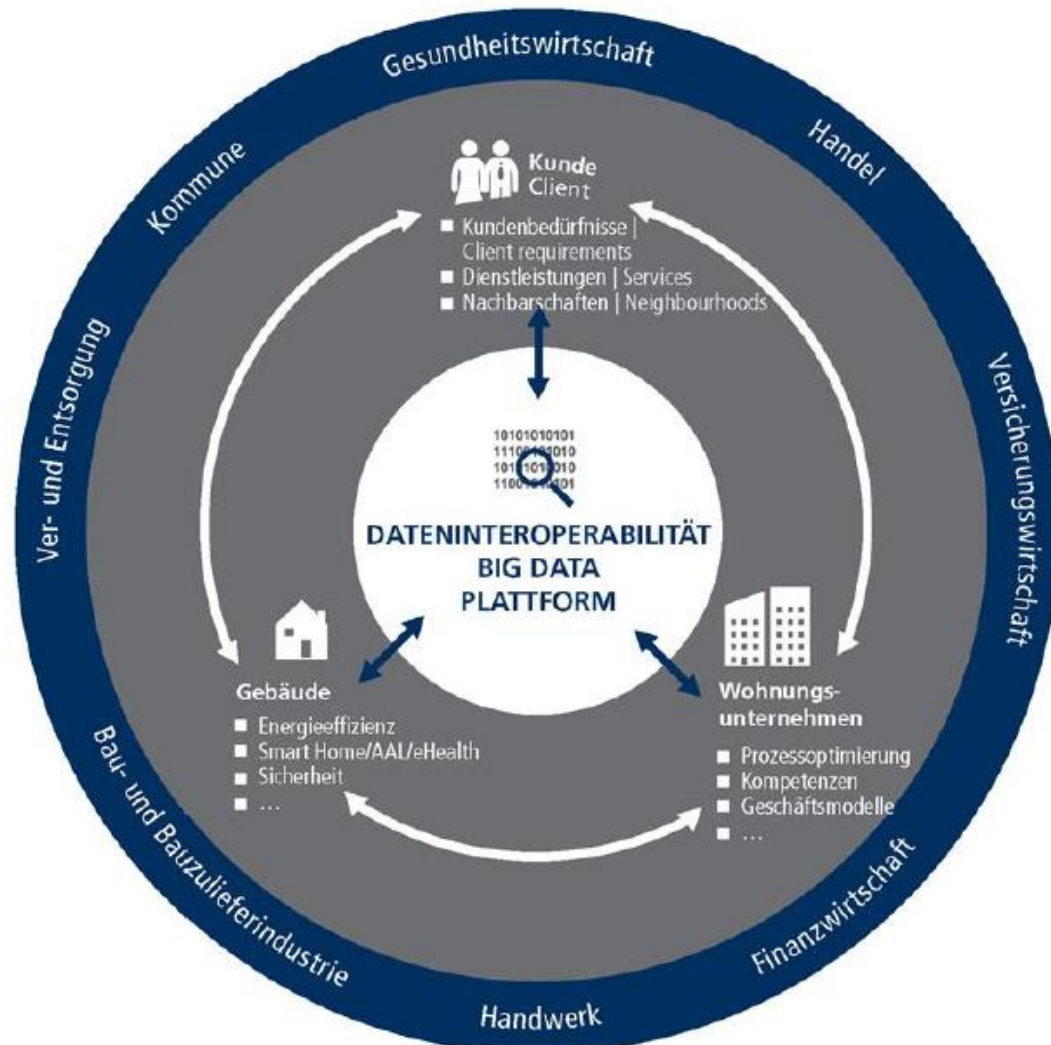 Gesundheitswirtschaft
Handel
Versicherungswirtschaft
Finanzwirtschaft
Handwerk
Bau- und Bauzulieferindustrie
Ver- und Entsorgung
Kommune
Kunde
Client
■ Kundenbedürfnisse |
Client requirements
■ Dienstleistungen | Services
■ Nachbarschaften | Neighbourhoods
10101010101
DATENINTEROPERABILITÄT
BIG DATA
PLATTFORM
Gebäude
■ Energieeffizienz
■ Smart Home/AAL/eHealth
■ Sicherheit
■ ...
Wohnungs-
unternehmen
■ Prozessoptimierung
■ Kompetenzen
■ Geschäftsmodelle
■ ...